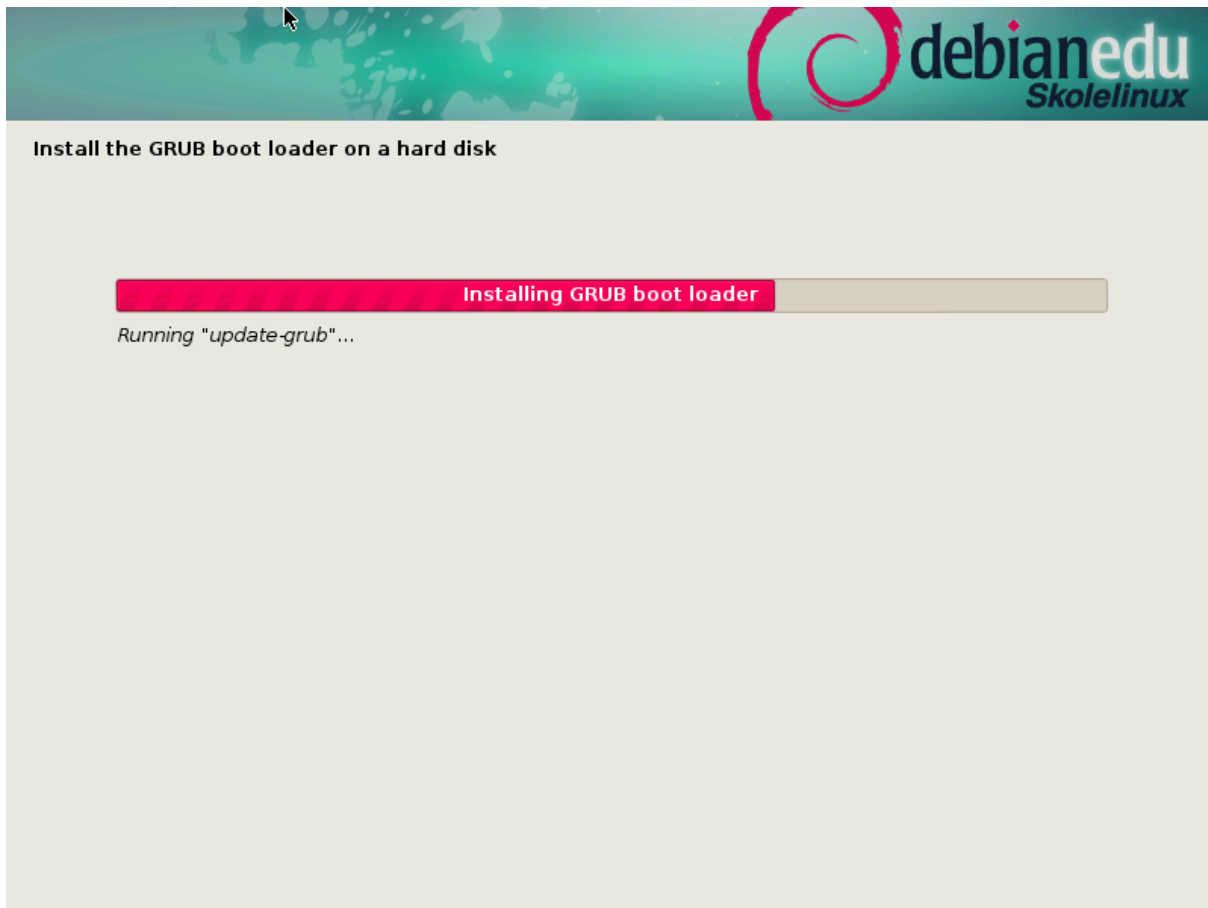 debianedu
Skolelinux
Install the GRUB boot loader on a hard disk
Installing GRUB boot loader
Running "update-grub"...